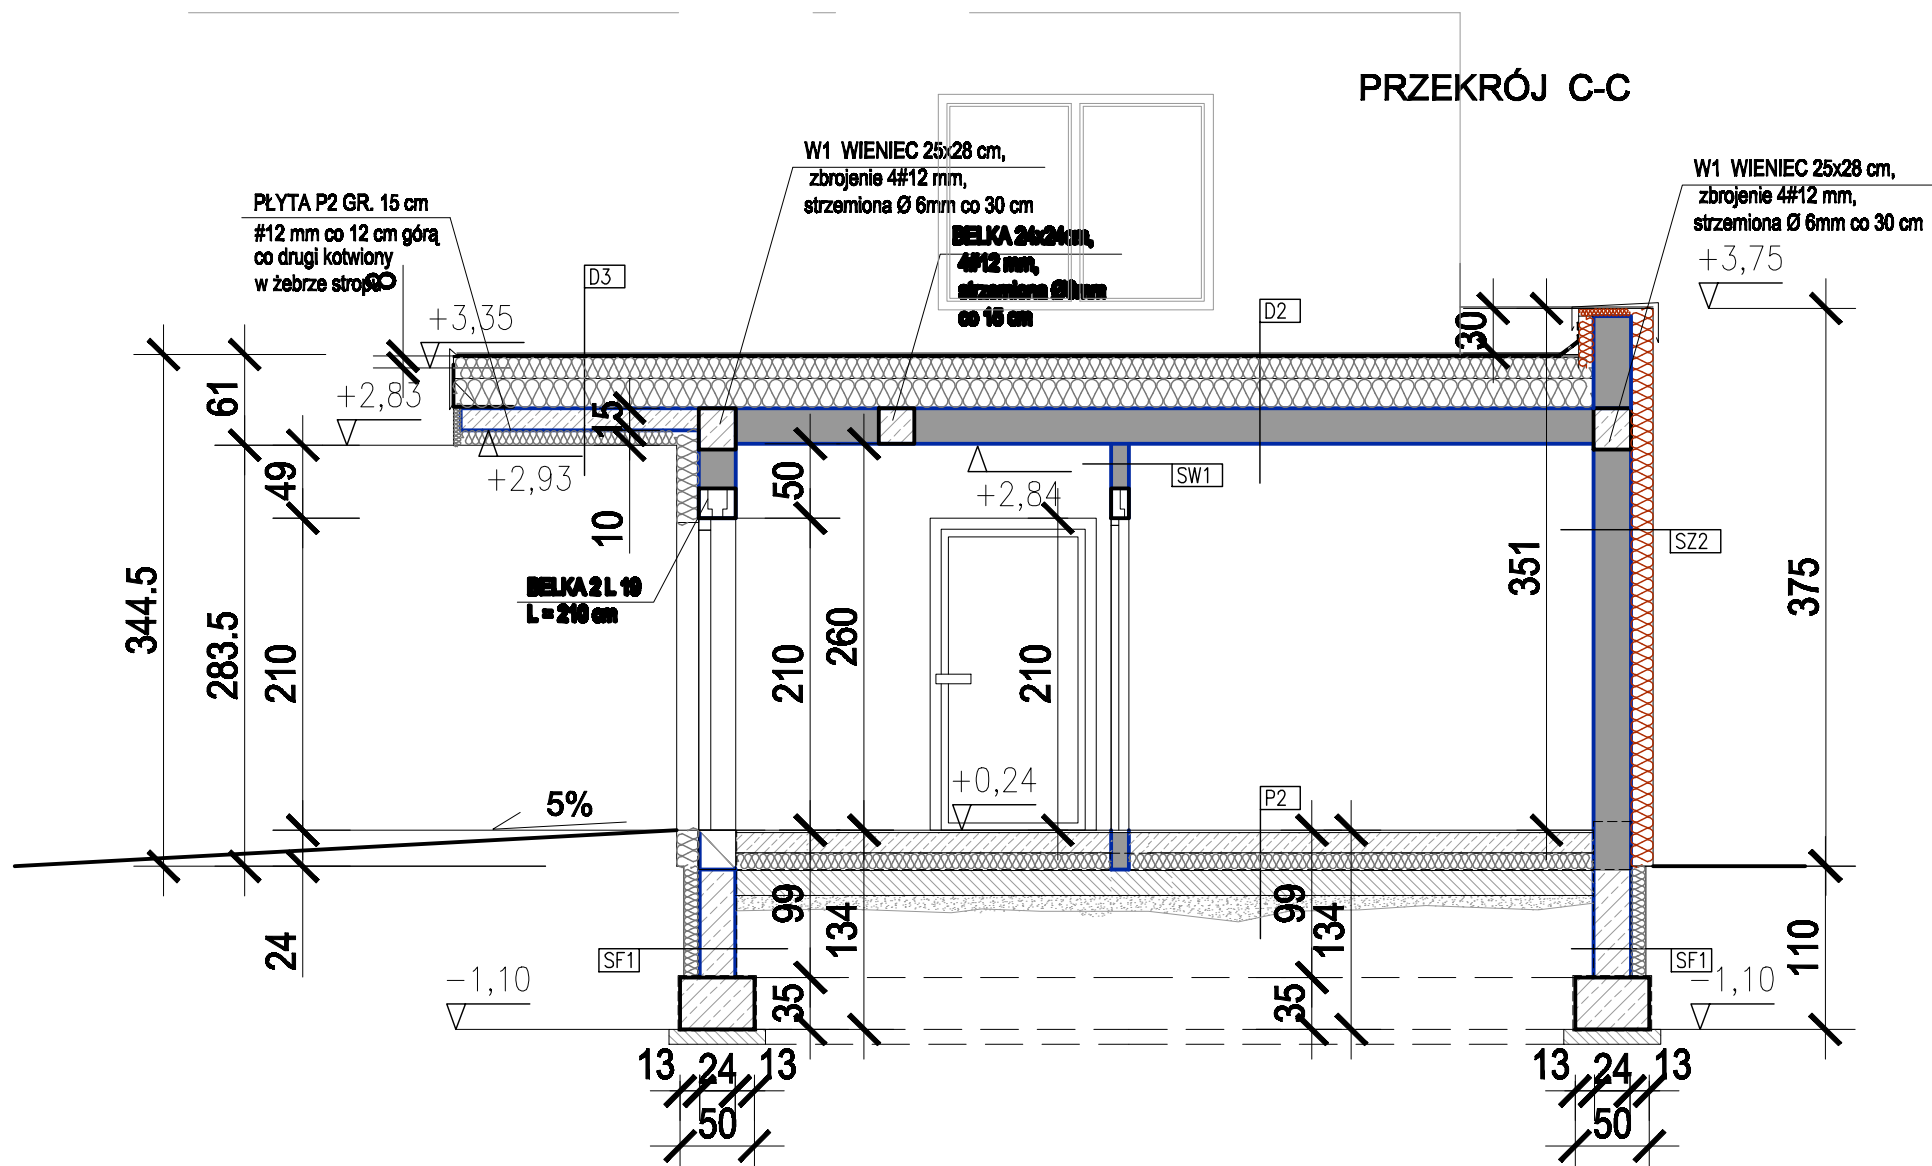 PRZEKRÓJ C-C
W1 WIENIEC 25x28 cm,
zbrojenie 4#12 mm,
strzemiona Ø 6mm co 30 cm
W1 WIENIEC 25x28 cm,
zbrojenie 4#12 mm,
strzemiona Ø 6mm co 30 cm
PŁYTA P2 GR. 15 cm
#12 mm co 12 cm górą
co drugi kotwiony
w żebrze stropu
8
BELKA 24x24cm,
4#12 mm,
strzemiona Ø 6mm
co 15 cm
D3
D2
+3,75
+3,35
30
+2,83
61
15
+2,93
49
10
50
+2,84
SW1
SZ2
BELKA 2 L 19
L = 210 cm
344.5
283.5
210
210
260
210
351
375
+0,24
5%
P2
99
134
99
134
24
110
SF1
SF1
-1,10
-1,10
35
35
13
24
13
13
24
13
50
50